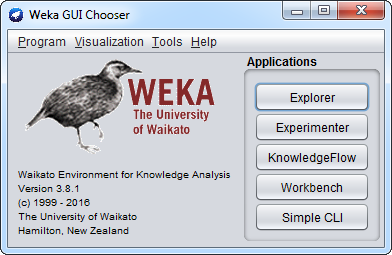 Weka GUI Chooser
Program Visualization Tools Help
WEKA
The University
of Waikato
Waikato Environment for Knowledge Analysis
Version 3.8.1
(c) 1999 - 2016
The University of Waikato
Hamilton, New Zealand
Applications
Explorer
Experimenter
KnowledgeFlow
Workbench
Simple CLI